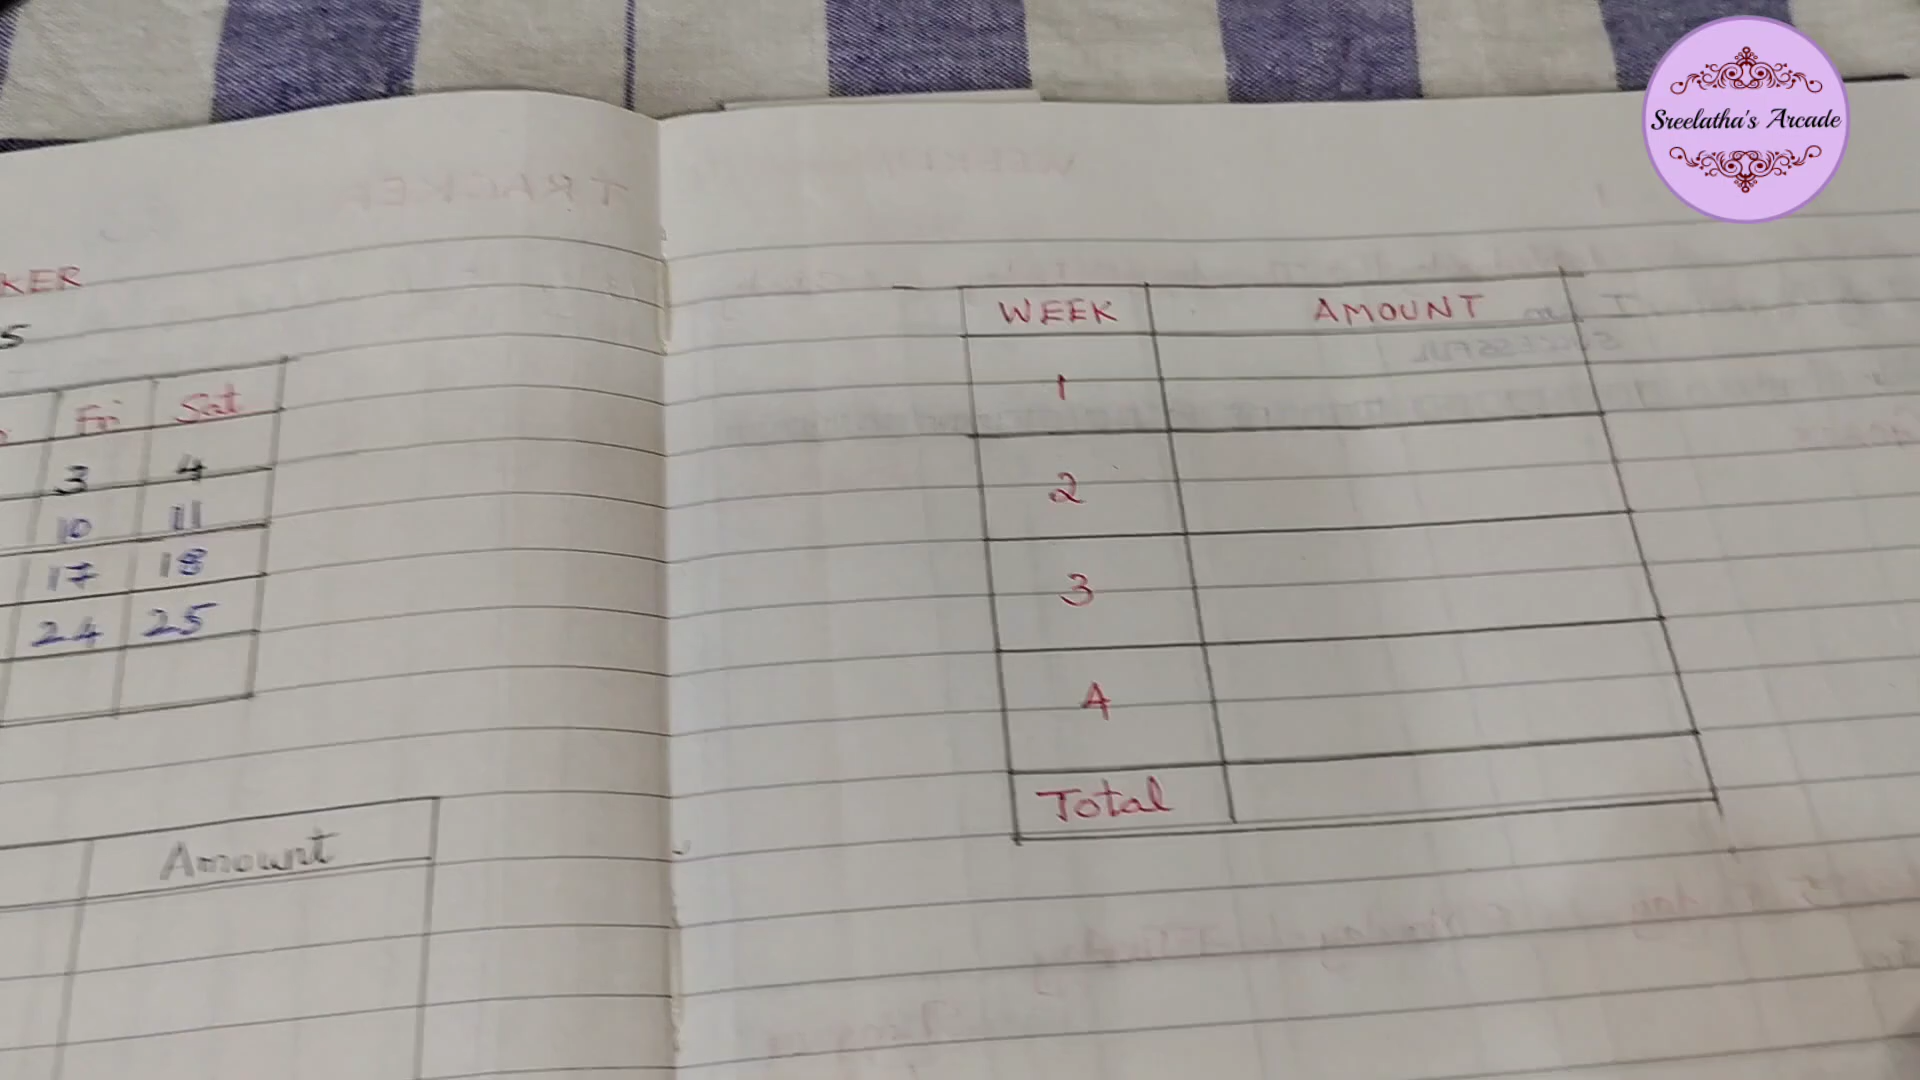 KER
5
Fri Sat
3 4
10 11
17 18
24 25
Amount
WEEK AMOUNT
1
2
3
4
Total
Sreelatha's Arcade